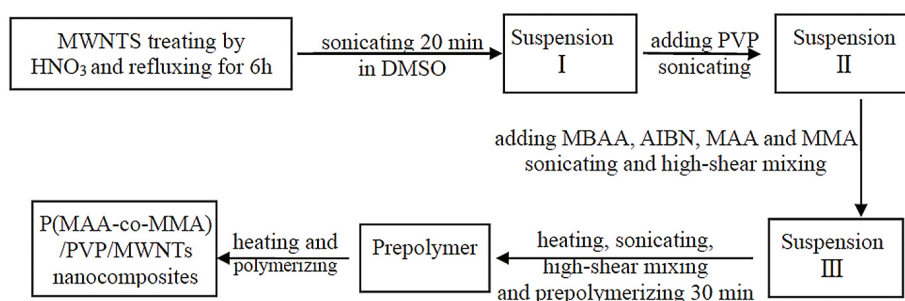 MWNTS treating by
HNO₃ and refluxing for 6h
sonicating 20 min
in DMSO
Suspension
I
adding PVP
sonicating
Suspension
II
adding MBAA, AIBN, MAA and MMA
sonicating and high-shear mixing
Suspension
III
heating, sonicating,
high-shear mixing
and prepolymerizing 30 min
Prepolymer
heating and
polymerizing
P(MAA-co-MMA)
/PVP/MWNTs
nanocomposites